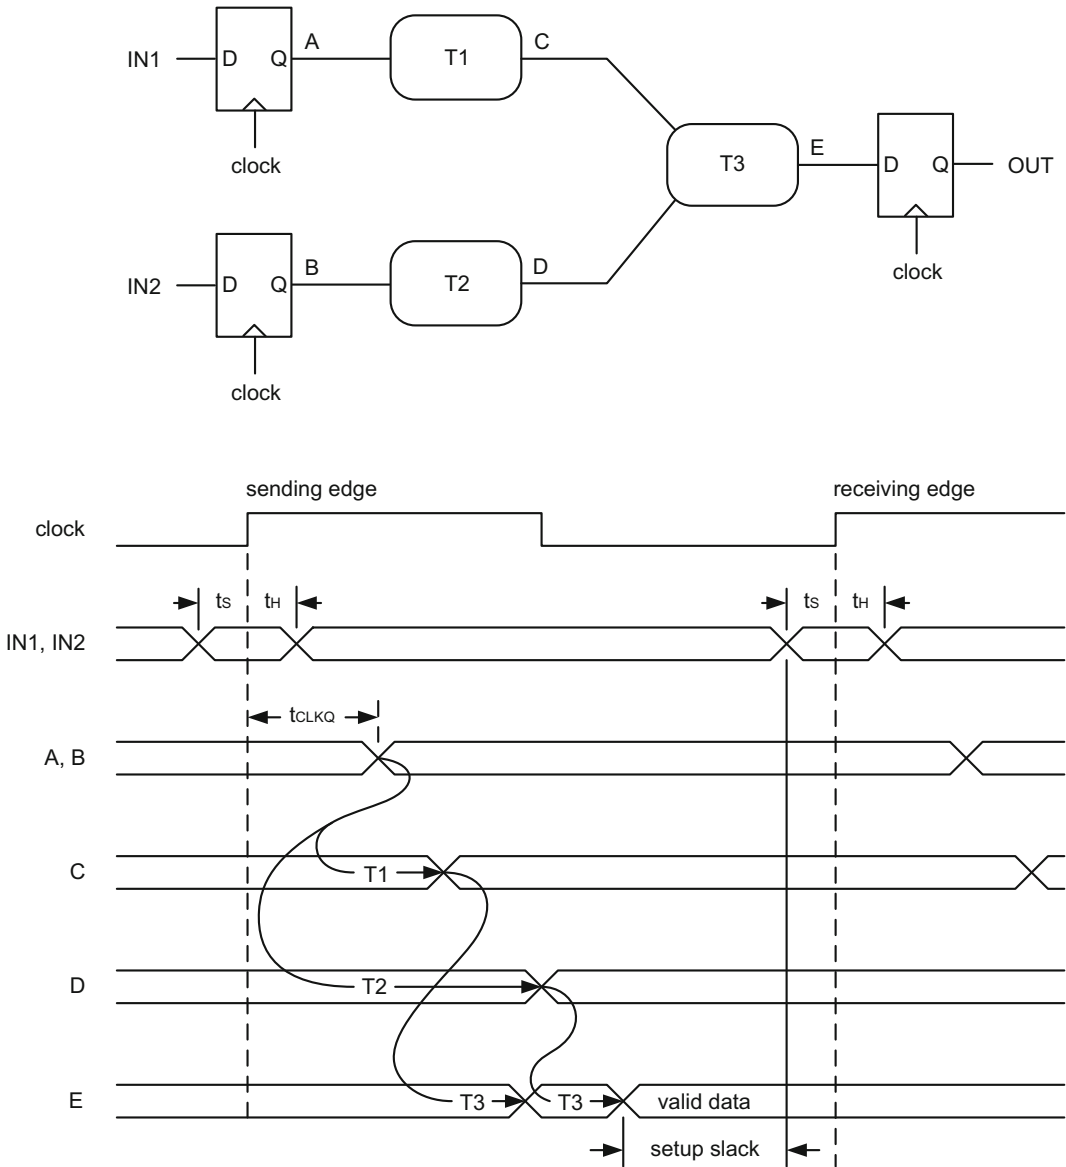 A
C
IN1
D
Q
T1
clock
E
T3
D
Q
OUT
B
D
IN2
D
Q
T2
clock
clock
sending edge
receiving edge
clock
tS
tH
tS
tH
IN1, IN2
tCLKQ
A, B
C
T1
D
T2
E
T3
T3
valid data
setup slack